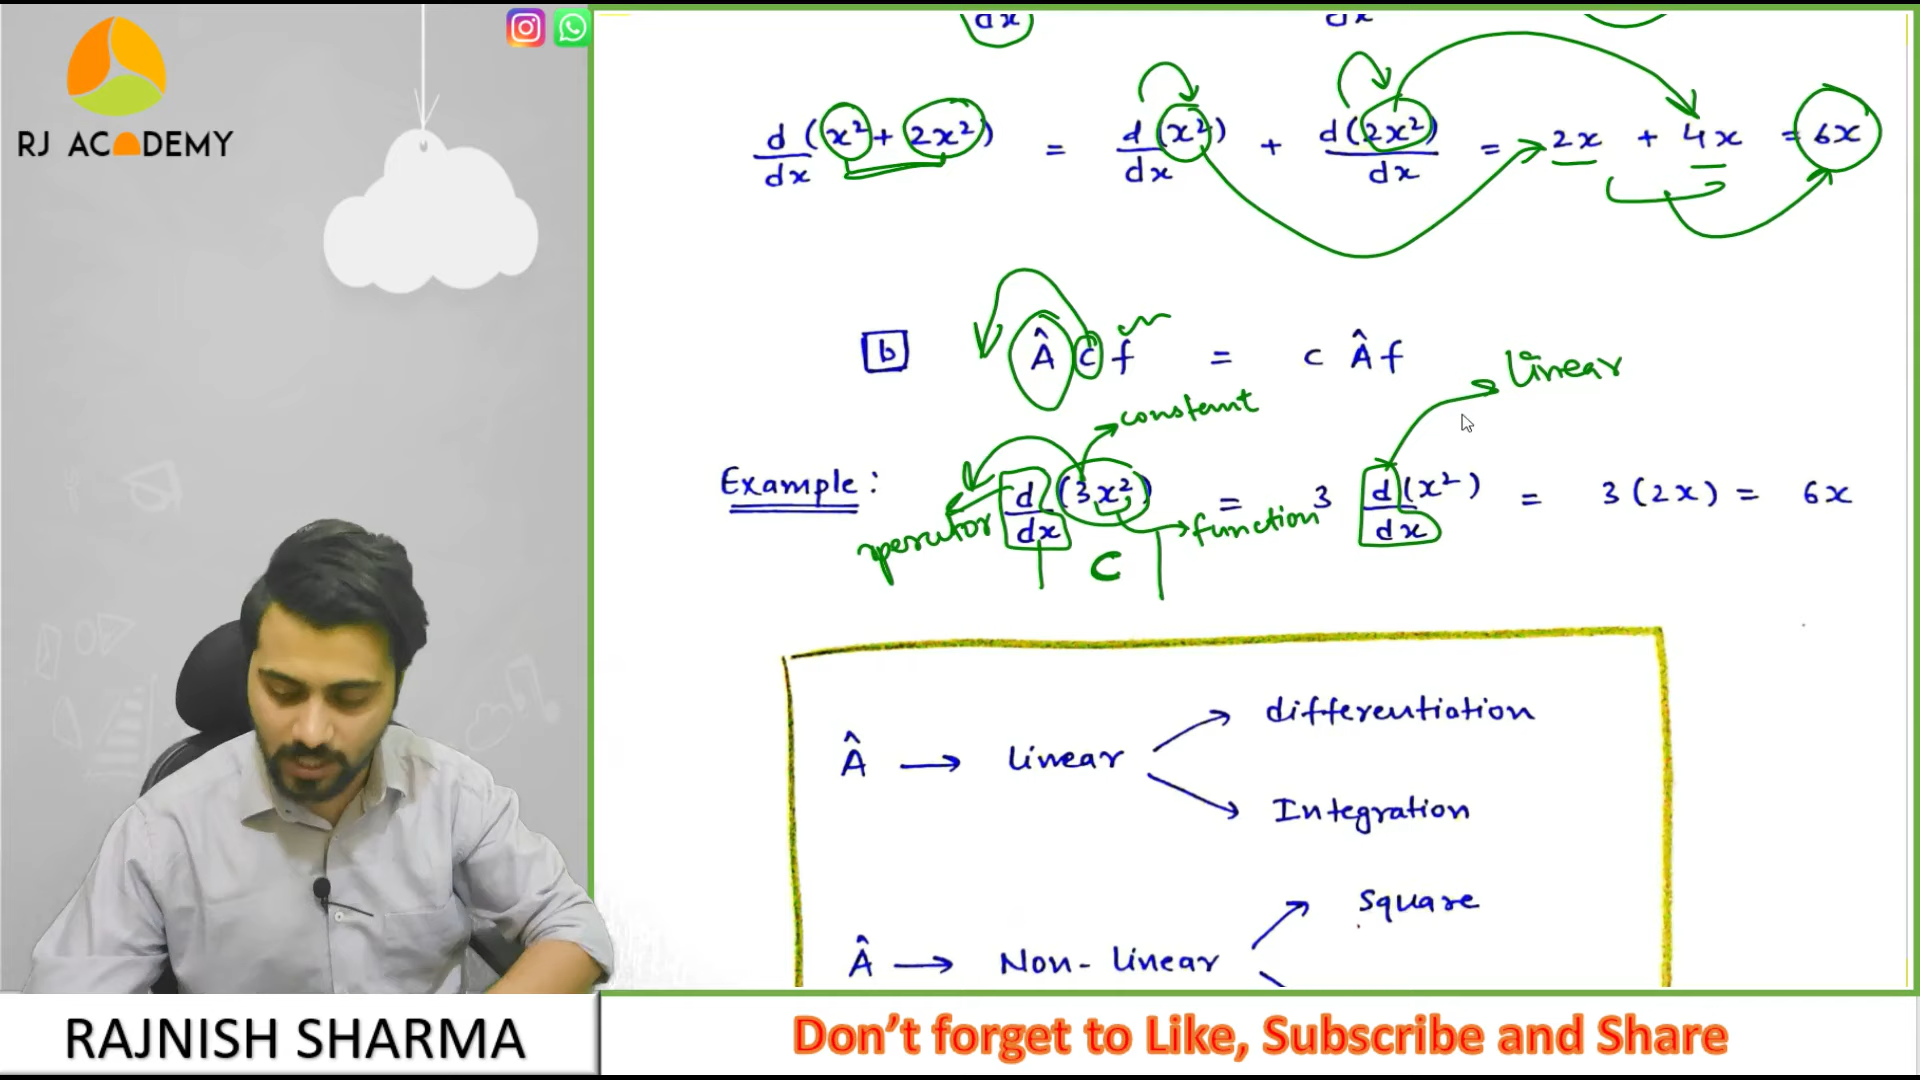 RJ ACADEMY
dx
dx
d/dx (x² + 2x²) = d/dx (x²) + d(2x²)/dx = 2x + 4x = 6x
b Â c f = c Â f
Linear
constant
Example: d/dx (3x²) = 3 d/dx (x²) = 3(2x) = 6x
operator
function
C
Â → Linear
differentiation
Integration
Square
Â → Non-linear
RAJNISH SHARMA
Don’t forget to Like, Subscribe and Share